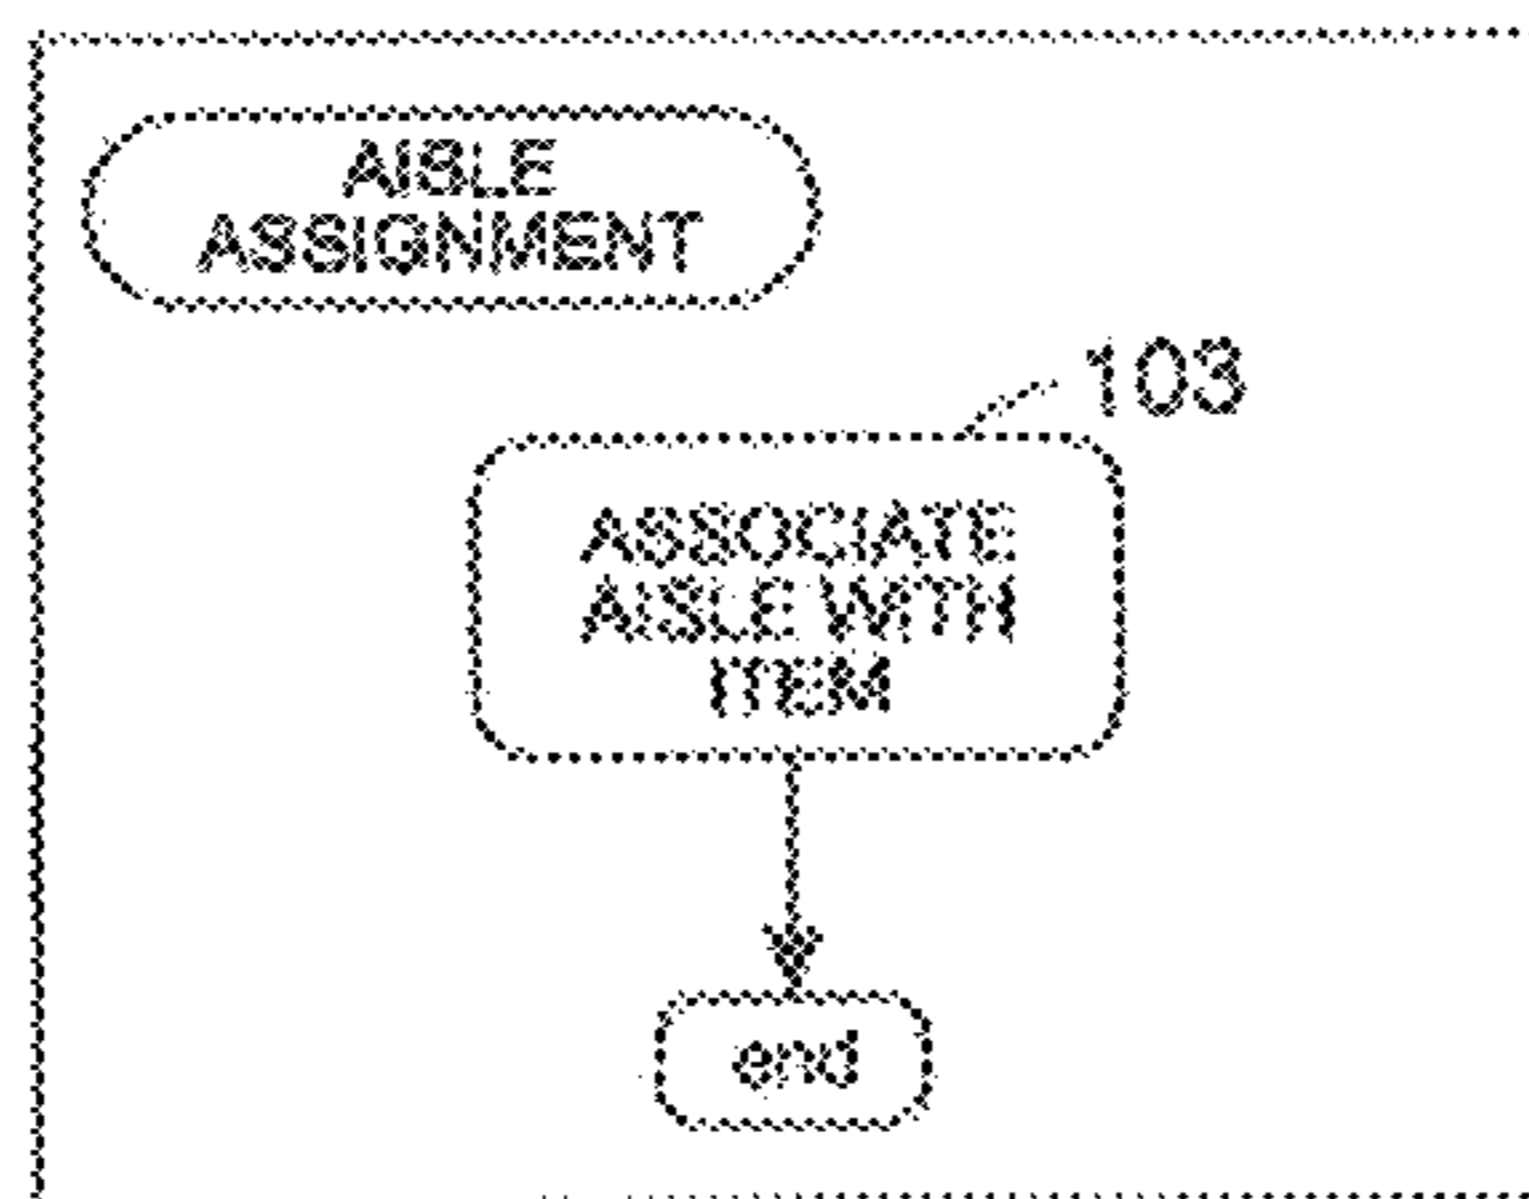 AISLE
ASSIGNMENT
103
ASSOCIATE
AISLE WITH
ITEM
end